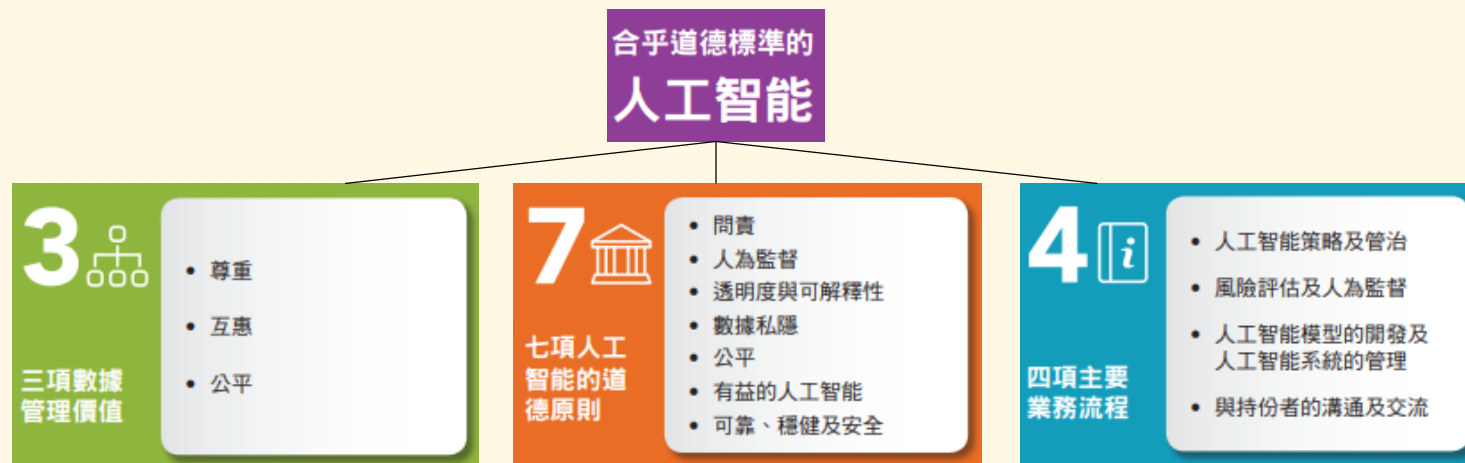 合乎道德標準的
人工智能
3
三項數據
管理價值
• 尊重
• 互惠
• 公平
7
七項人工
智能的道
德原則
• 問責
• 人為監督
• 透明度與可解釋性
• 數據私隱
• 公平
• 有益的人工智能
• 可靠、穩健及安全
4
i
四項主要
業務流程
• 人工智能策略及管治
• 風險評估及人為監督
• 人工智能模型的開發及
人工智能系統的管理
• 與持份者的溝通及交流